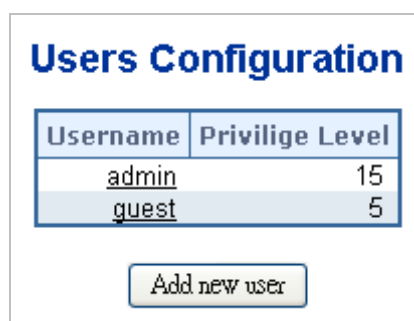 Users Configuration
Username Privilige Level
admin 15
guest 5
Add new user